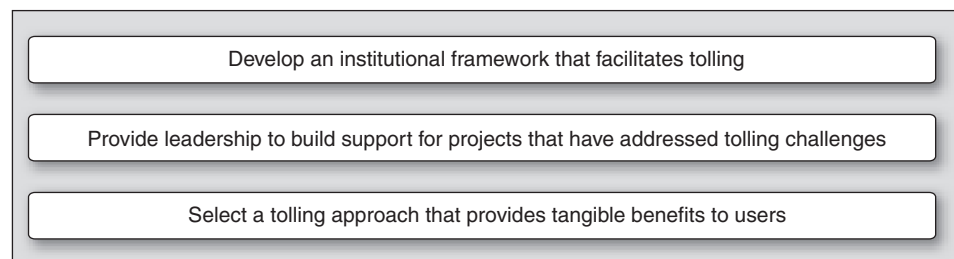 Develop an institutional framework that facilitates tolling
Provide leadership to build support for projects that have addressed tolling challenges
Select a tolling approach that provides tangible benefits to users